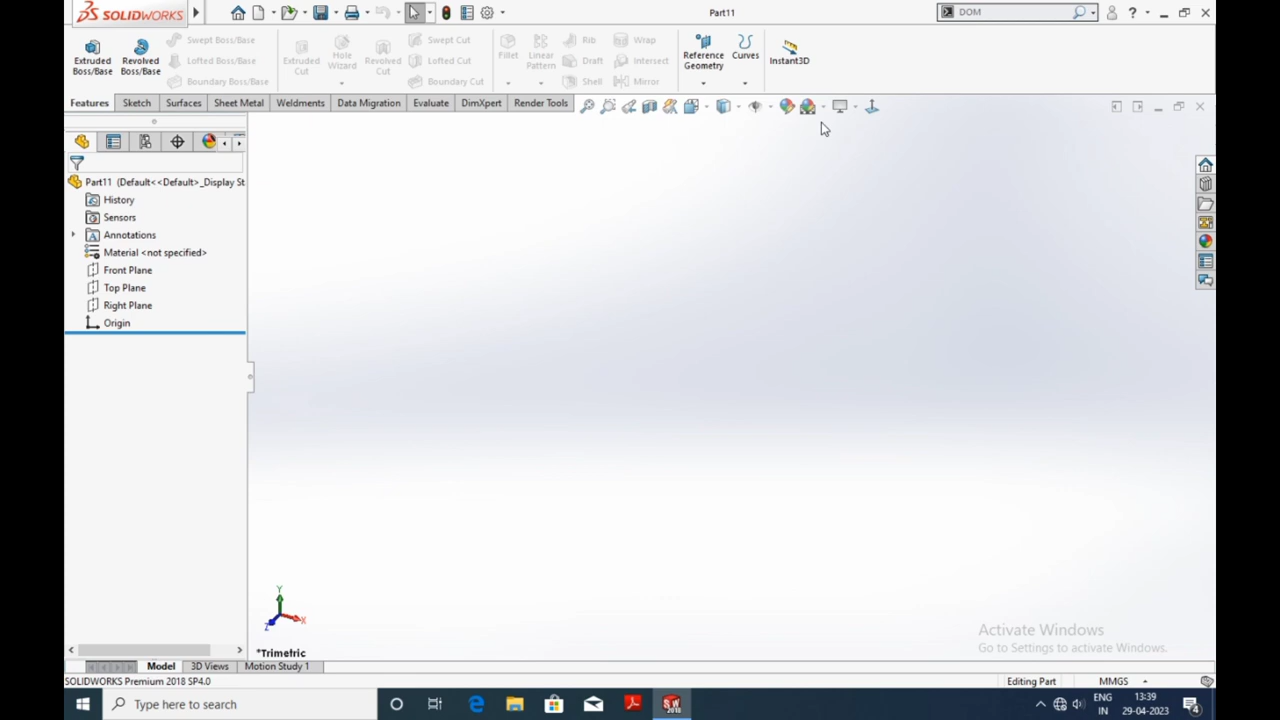 SOLIDWORKS
Part11
DOM
Extruded Boss/Base
Revolved Boss/Base
Swept Boss/Base
Lofted Boss/Base
Boundary Boss/Base
Extruded Cut
Hole Wizard
Revolved Cut
Swept Cut
Lofted Cut
Boundary Cut
Fillet
Linear Pattern
Rib
Draft
Shell
Wrap
Intersect
Mirror
Reference Geometry
Curves
Instant3D
Features
Sketch
Surfaces
Sheet Metal
Weldments
Data Migration
Evaluate
DimXpert
Render Tools
Part11 (Default<<Default>_Display St
History
Sensors
Annotations
Material <not specified>
Front Plane
Top Plane
Right Plane
Origin
Y
X
Z
*Trimetric
Activate Windows
Go to Settings to activate Windows.
Model
3D Views
Motion Study 1
SOLIDWORKS Premium 2018 SP4.0
Editing Part
MMGS
Type here to search
SW 2018
ENG
IN
13:39
29-04-2023
4